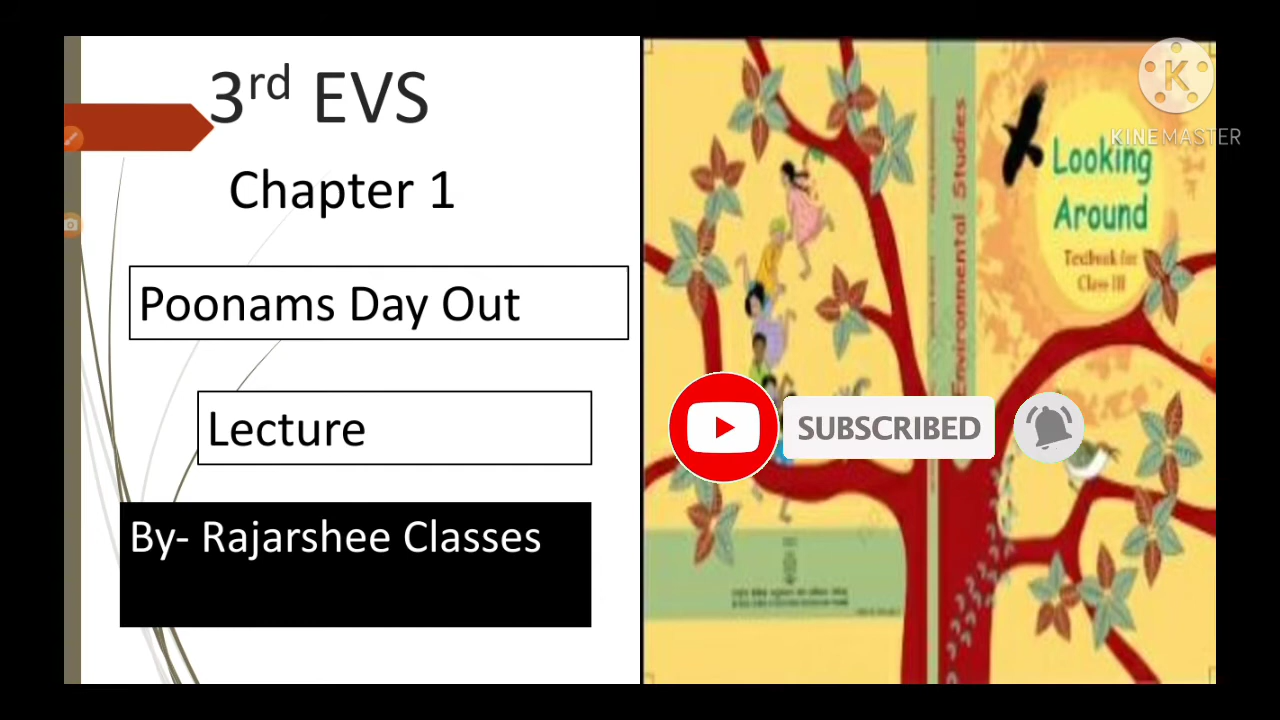 3rd EVS
Chapter 1
Poonams Day Out
Lecture
By- Rajarshee Classes
KINEMASTER
Looking
Around
Textbook for
Class III
Environmental Studies
SUBSCRIBED